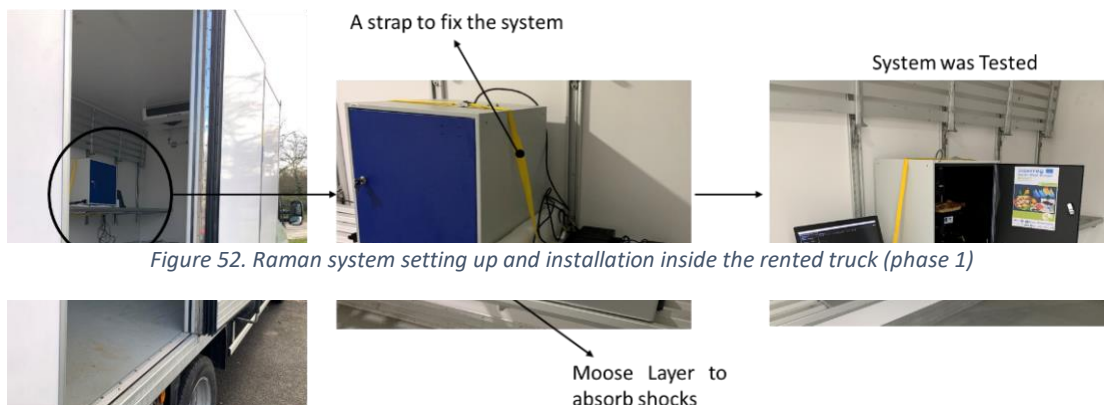 A strap to fix the system
System was Tested
Figure 52. Raman system setting up and installation inside the rented truck (phase 1)
Moose Layer to
absorb shocks